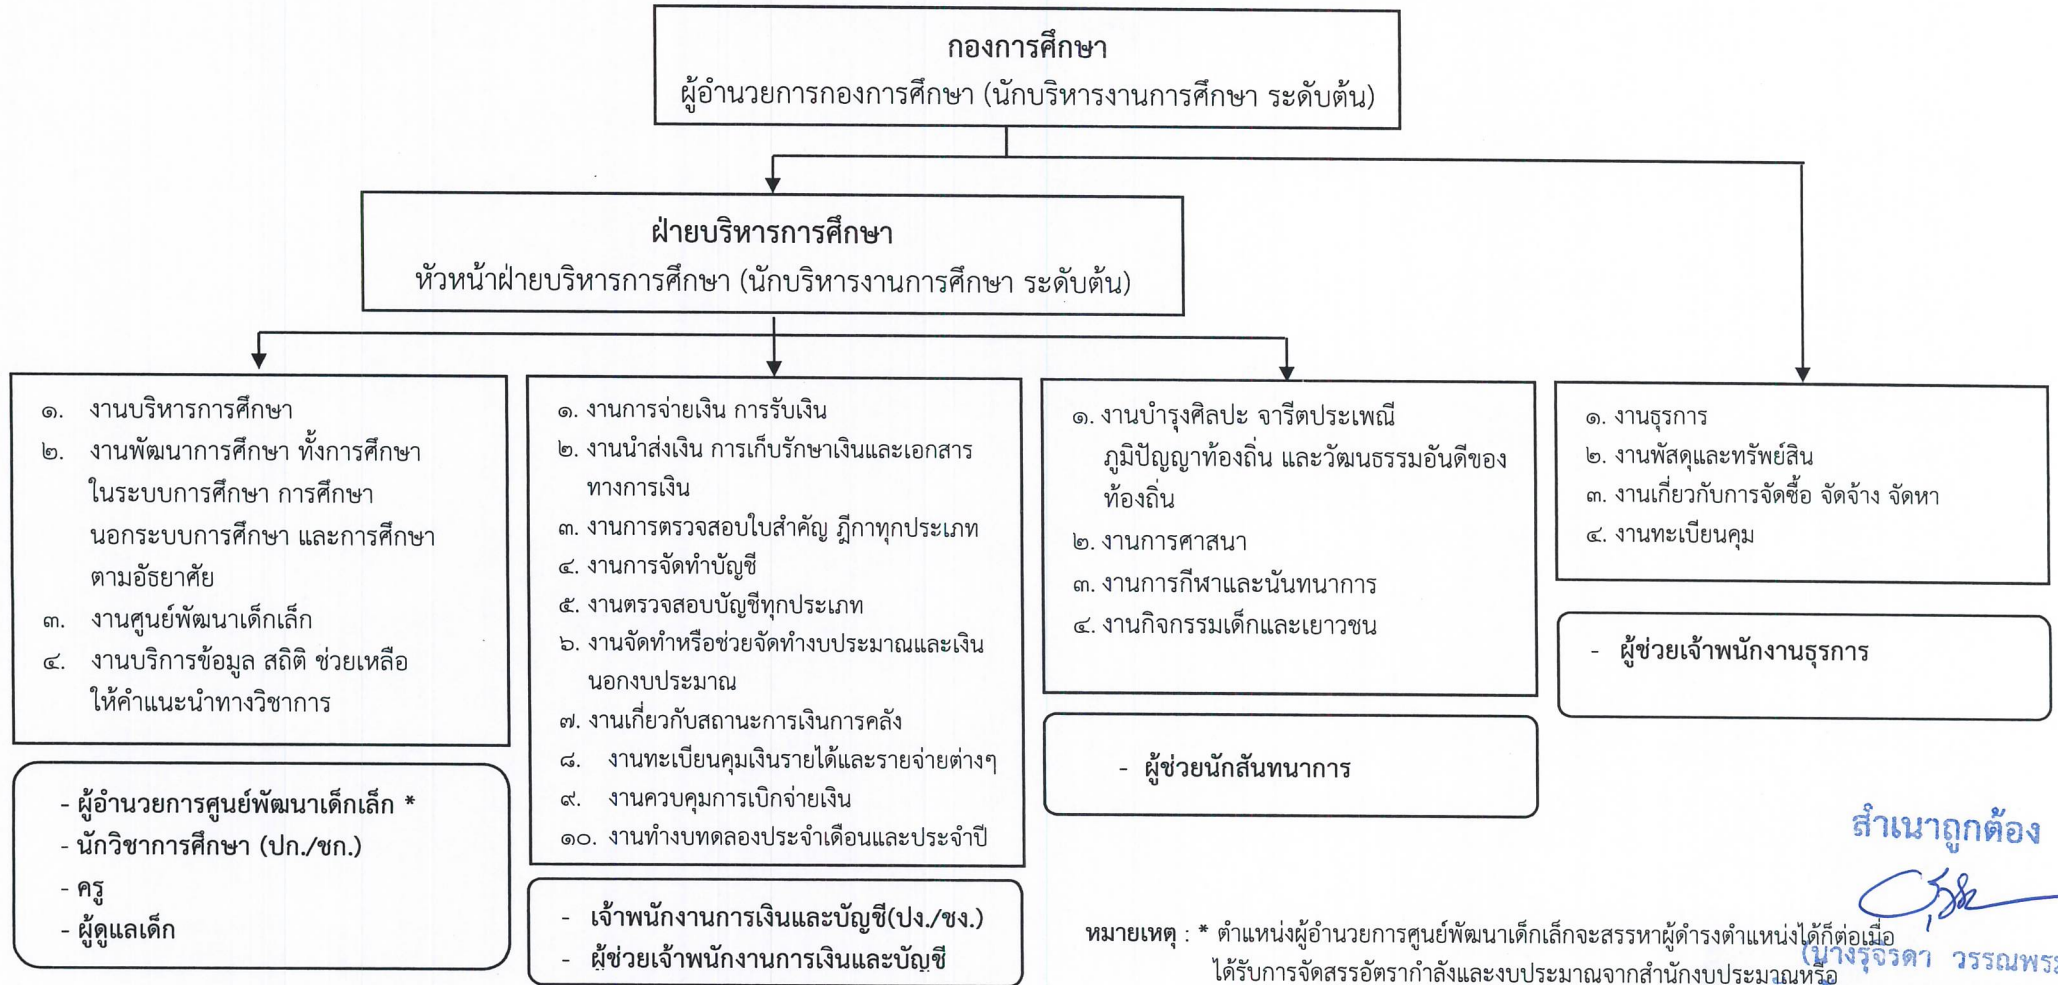 กองการศึกษา
ผู้อำนวยการกองการศึกษา (นักบริหารงานการศึกษา ระดับต้น)
ฝ่ายบริหารการศึกษา
หัวหน้าฝ่ายบริหารการศึกษา (นักบริหารงานการศึกษา ระดับต้น)
๑. งานบริหารการศึกษา
๒. งานพัฒนาการศึกษา ทั้งการศึกษา
ในระบบการศึกษา การศึกษา
นอกระบบการศึกษา และการศึกษา
ตามอัธยาศัย
๓. งานศูนย์พัฒนาเด็กเล็ก
๔. งานบริการข้อมูล สถิติ ช่วยเหลือ
ให้คำแนะนำทางวิชาการ
- ผู้อำนวยการศูนย์พัฒนาเด็กเล็ก *
- นักวิชาการศึกษา (ปก./ชก.)
- ครู
- ผู้ดูแลเด็ก
๑. งานการจ่ายเงิน การรับเงิน
๒. งานนำส่งเงิน การเก็บรักษาเงินและเอกสาร
ทางการเงิน
๓. งานการตรวจสอบใบสำคัญ ฎีกาทุกประเภท
๔. งานการจัดทำบัญชี
๕. งานตรวจสอบบัญชีทุกประเภท
๖. งานจัดทำหรือช่วยจัดทำงบประมาณและเงิน
นอกงบประมาณ
๗. งานเกี่ยวกับสถานะการเงินการคลัง
๘. งานทะเบียนคุมเงินรายได้และรายจ่ายต่างๆ
๙. งานควบคุมการเบิกจ่ายเงิน
๑๐. งานทำงบทดลองประจำเดือนและประจำปี
- เจ้าพนักงานการเงินและบัญชี(ปง./ชง.)
- ผู้ช่วยเจ้าพนักงานการเงินและบัญชี
๑. งานบำรุงศิลปะ จารีตประเพณี
ภูมิปัญญาท้องถิ่น และวัฒนธรรมอันดีของ
ท้องถิ่น
๒. งานการศาสนา
๓. งานการกีฬาและนันทนาการ
๔. งานกิจกรรมเด็กและเยาวชน
- ผู้ช่วยนักสันทนาการ
๑. งานธุรการ
๒. งานพัสดุและทรัพย์สิน
๓. งานเกี่ยวกับการจัดซื้อ จัดจ้าง จัดหา
๔. งานทะเบียนคุม
- ผู้ช่วยเจ้าพนักงานธุรการ
สำเนาถูกต้อง
หมายเหตุ : * ตำแหน่งผู้อำนวยการศูนย์พัฒนาเด็กเล็กจะสรรหาผู้ดำรงตำแหน่งได้ก็ต่อเมื่อ
(นางรุจิรดา วรรณพระ
ได้รับการจัดสรรอัตรากำลังและงบประมาณจากสำนักงบประมาณหรือ